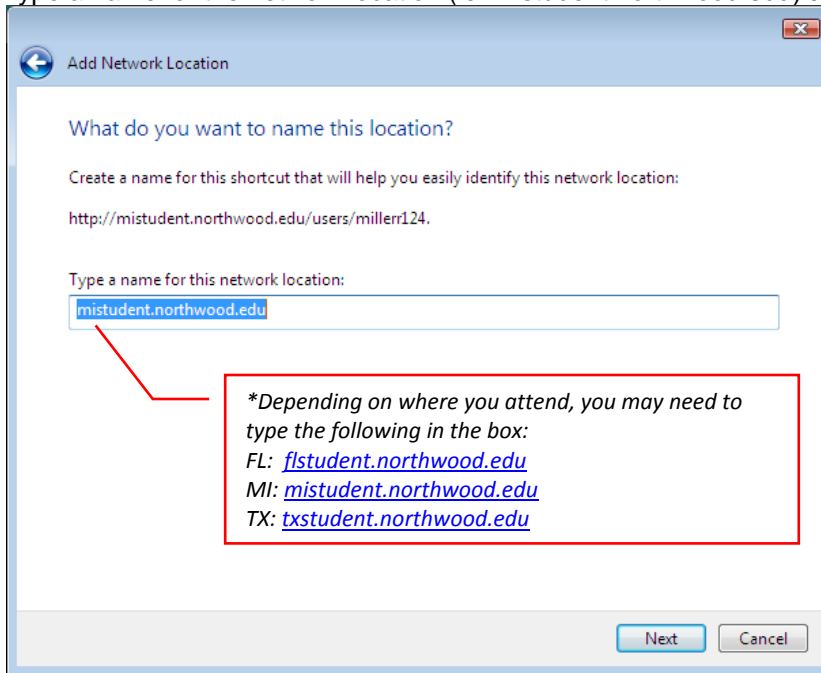 Add Network Location
What do you want to name this location?
Create a name for this shortcut that will help you easily identify this network location:
http://mistudent.northwood.edu/users/millerr124.
Type a name for this network location:
mistudent.northwood.edu
*Depending on where you attend, you may need to
type the following in the box:
FL: flstudent.northwood.edu
MI: mistudent.northwood.edu
TX: txstudent.northwood.edu
Next Cancel